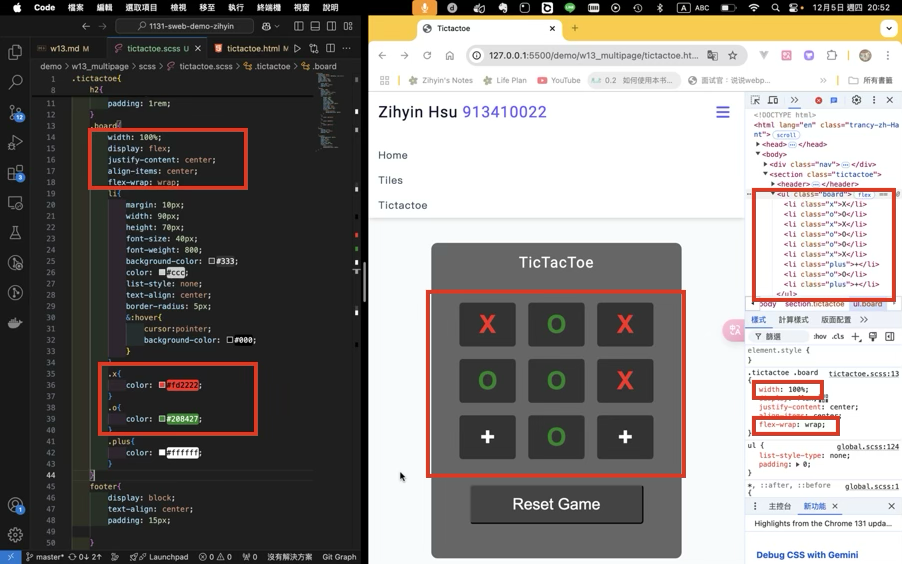 Code 檔案 編輯 選取項目 檢視 移至 執行 終端機 視窗 說明 ABC 12月5日 週四 20:52
1131-sweb-demo-zihyin
w13.md M tictactoe.scss U tictactoe.html M
demo > w13_multipage > scss > tictactoe.scss > .tictactoe > .board
1 .tictactoe{
8 h2{
11 padding: 1rem;
12 }
13 .board{
14 width: 100%;
15 display: flex;
16 justify-content: center;
17 align-items: center;
18 flex-wrap: wrap;
19 li{
20 margin: 10px;
21 width: 90px;
22 height: 70px;
23 font-size: 40px;
24 font-weight: 800;
25 background-color: #333;
26 color: #ccc;
27 list-style: none;
28 text-align: center;
29 border-radius: 5px;
30 &:hover{
31 cursor:pointer;
32 background-color: #000;
33 }
34
35 .x{
36 color: #fd2222;
37 }
38 .o{
39 color: #208427;
40
41 .plus{
42 color: #ffffff;
43 }
44 }
45 footer{
46 display: block;
47 text-align: center;
48 padding: 15px;
49
50 }
12
3
1
master* 0↓ 2↑ Launchpad 0 0 0 沒有解決方案 Git Graph
Tictactoe
127.0.0.1:5500/demo/w13_multipage/tictactoe.ht...
Zihyin's Notes Life Plan YouTube 0.2 如何使用本书... 面试官：说说webp... 所有書籤
Zihyin Hsu 913410022
Home
Tiles
Tictactoe
TicTacToe
X O X
O O X
+ O +
Reset Game
<!DOCTYPE html>
<html lang="en" class="trancy-zh-Ha
nt"> scroll
<head> ⋯ </head>
<body>
<div class="nav"> ⋯ </div>
<section class="tictactoe">
<header> ⋯ </header>
<ul class="board"> flex == $0
<li class="x">X</li>
<li class="o">O</li>
<li class="x">X</li>
<li class="o">O</li>
<li class="o">O</li>
<li class="x">X</li>
<li class="plus">+</li>
<li class="o">O</li>
<li class="plus">+</li>
</ul>
body section.tictactoe ul.board
樣式 計算樣式 版面配置
篩選 :hov .cls
element.style {
}
.tictactoe .board tictactoe.scss:13
{
width: 100%;
justify-content: center;
align-items: center;
flex-wrap: wrap;
}
ul { global.scss:124
list-style-type: none;
padding: ▶ 0;
}
*, ::after, ::before global.scss:1
{
主控台 新功能
Highlights from the Chrome 131 upda...
Debug CSS with Gemini